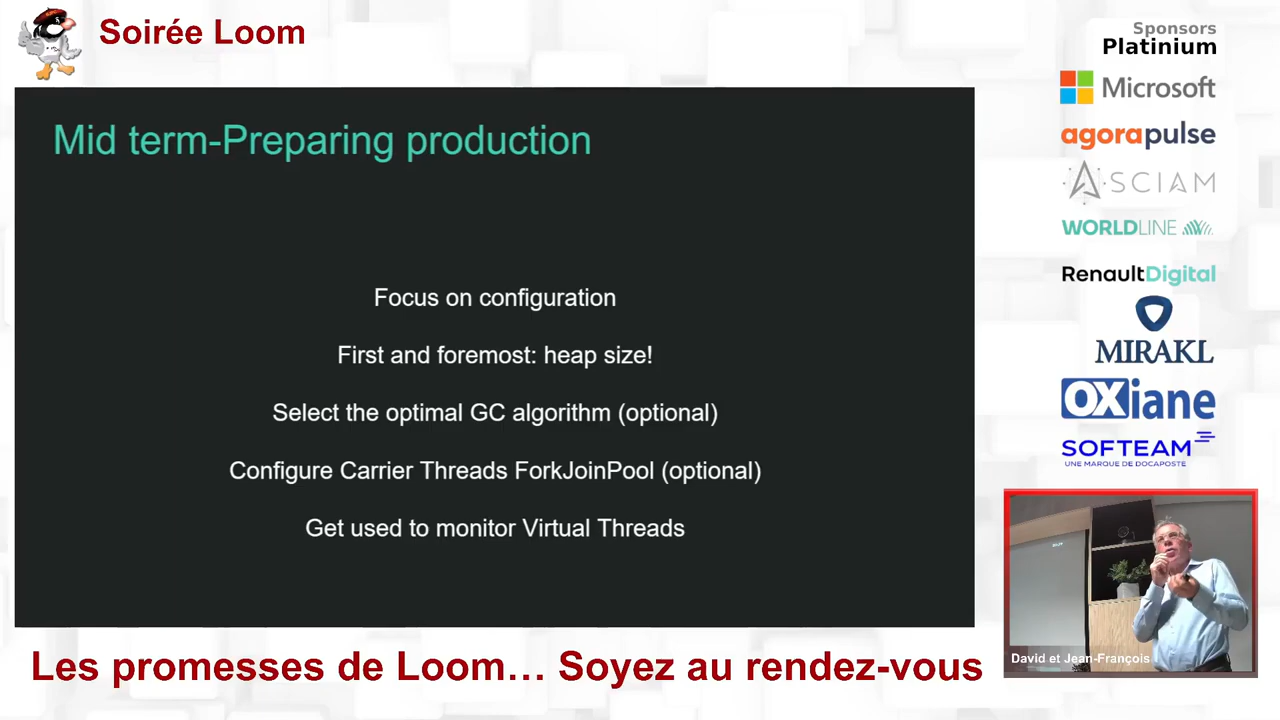 Soirée Loom
Mid term-Preparing production
Focus on configuration
First and foremost: heap size!
Select the optimal GC algorithm (optional)
Configure Carrier Threads ForkJoinPool (optional)
Get used to monitor Virtual Threads
Les promesses de Loom... Soyez au rendez-vous
Sponsors
Platinium
Microsoft
agorapulse
ASCIAM
WORLDLINE
RenaultDigital
MIRAKL
OXiane
SOFTEAM
UNE MARQUE DE DOCAPOSTE
David et Jean-François